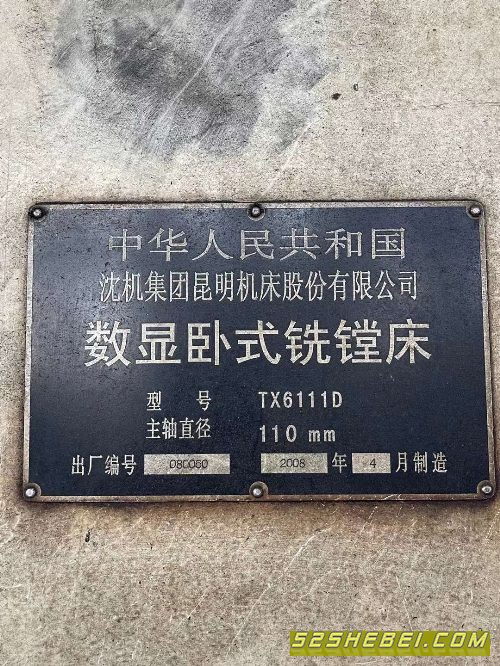 中华人民共和国
沈机集团昆明机床股份有限公司
数显卧式铣镗床
型号 TX6111D
主轴直径 110 mm
出厂编号 080050 2008 年 4 月制造
52SHEBEI.COM